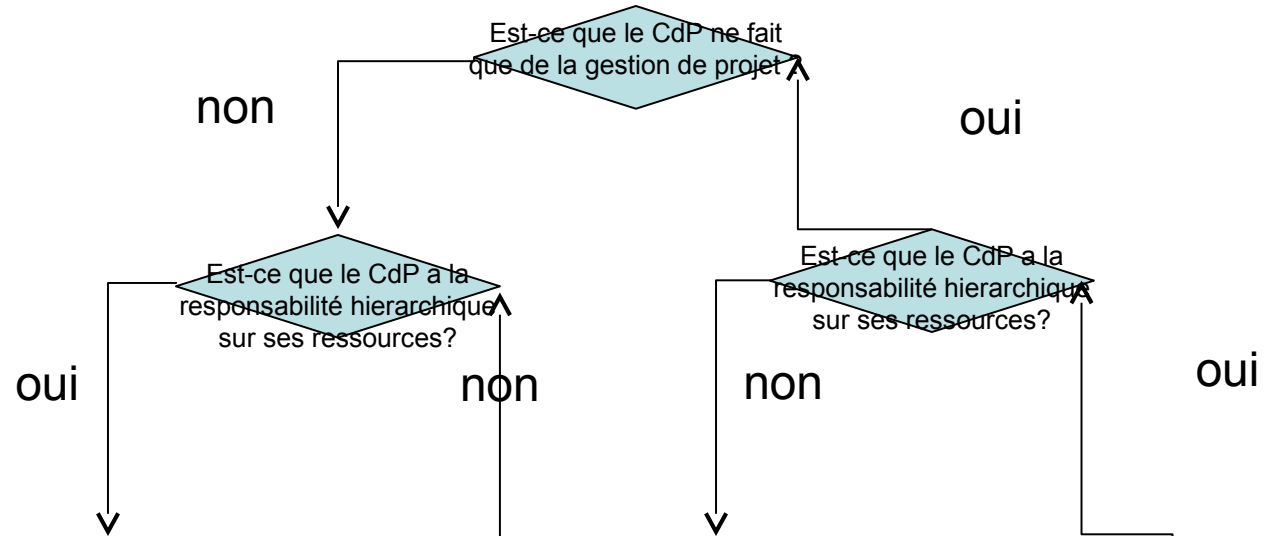 Est-ce que le CdP ne fait
que de la gestion de projet ?
non
oui
Est-ce que le CdP a la
responsabilité hierarchique
sur ses ressources?
Est-ce que le CdP a la
responsabilité hierarchique
sur ses ressources?
oui
non
non
oui